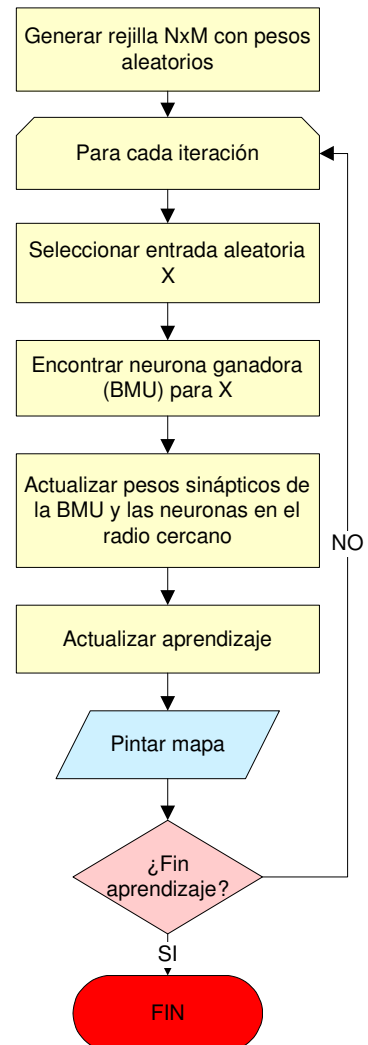 Generar rejilla NxM con pesos
aleatorios
Para cada iteración
Seleccionar entrada aleatoria
X
Encontrar neurona ganadora
(BMU) para X
Actualizar pesos sinápticos de
la BMU y las neuronas en el
radio cercano
NO
Actualizar aprendizaje
Pintar mapa
¿Fin
aprendizaje?
SI
FIN